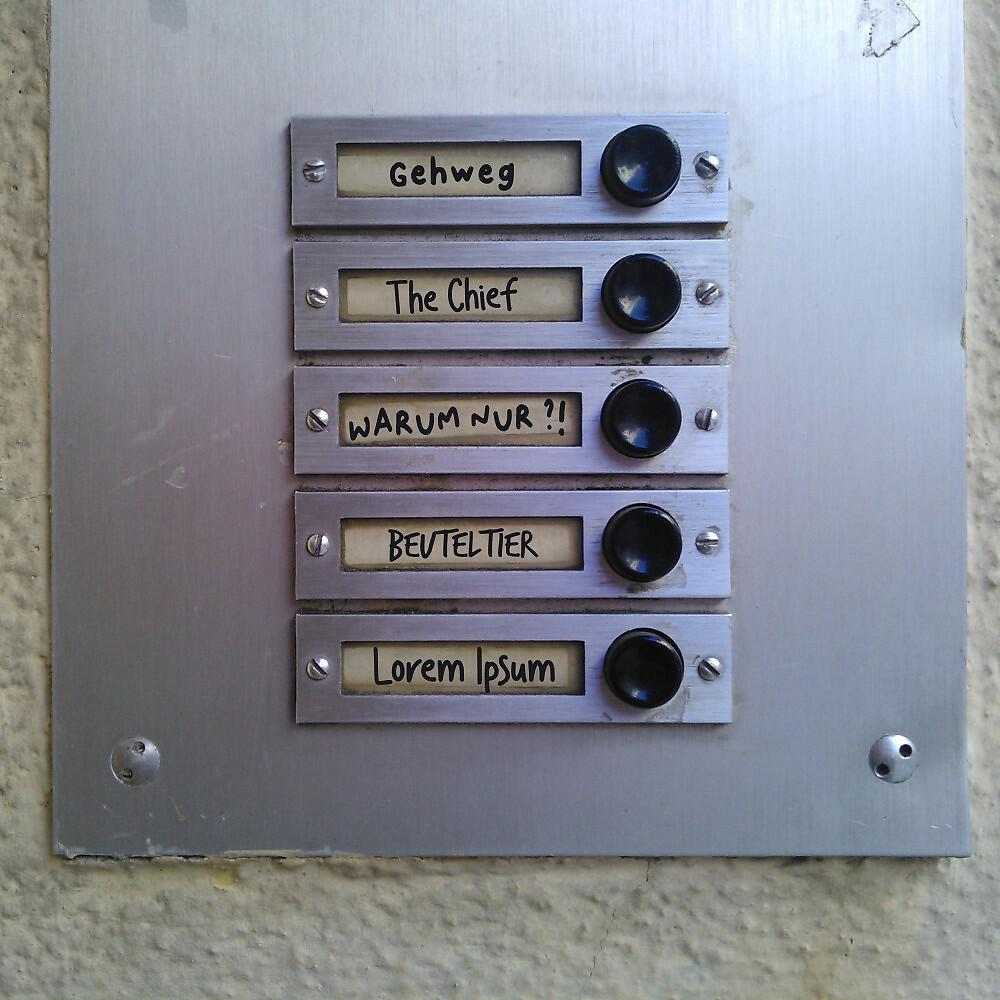 Gehweg
The Chief
WARUM NUR ?!
BEUTELTIER
Lorem Ipsum